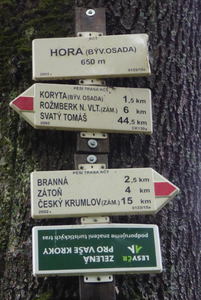 KČT
HORA (BÝV. OSADA)
650 m
PĚŠÍ TRASA KČT
KORYTA (BÝV. OSADA) 1,5 km
ROŽMBERK N. VLT. (ZÁM.) 6 km
SVATÝ TOMÁŠ 44,5 km
PĚŠÍ TRASA KČT
BRANNÁ 2,5 km
ZÁTOŇ 4 km
ČESKÝ KRUMLOV (ZÁM.) 15 km
LESY ČR
ZELENÁ
PRO VAŠE KROKY
podporujeme značení turistických tras